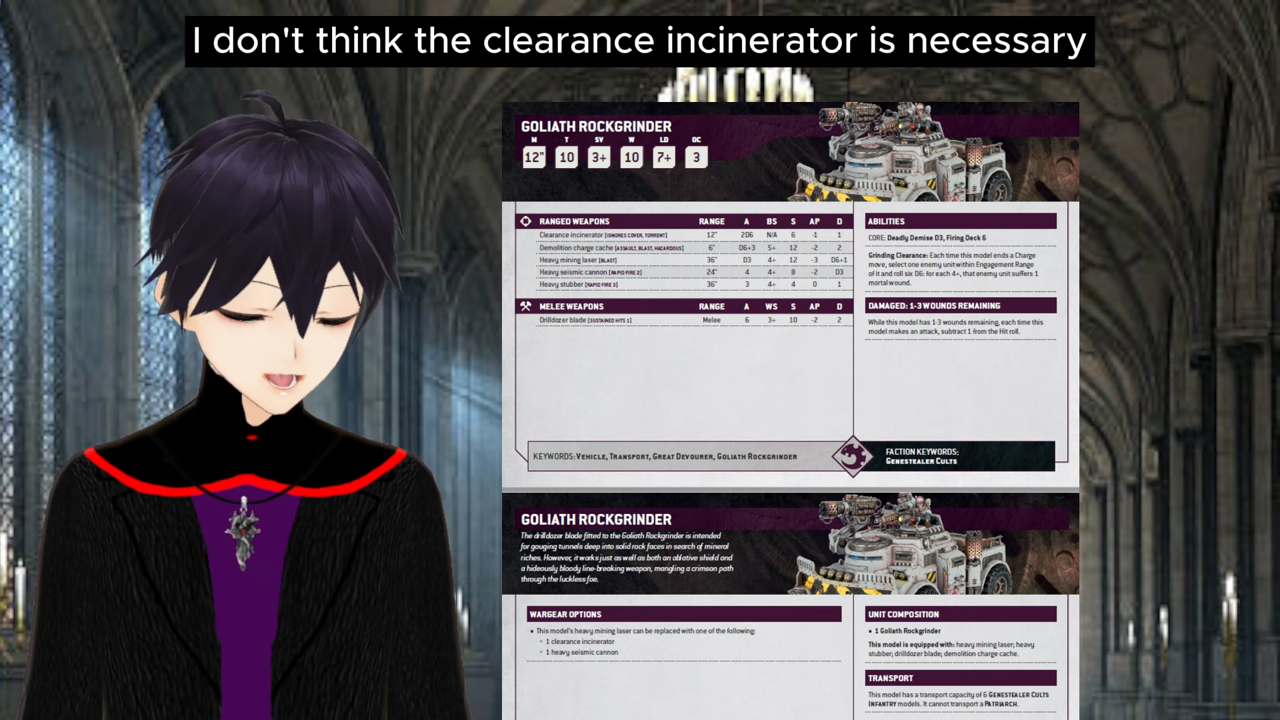 I don't think the clearance incinerator is necessary
GOLIATH ROCKGRINDER
M T SV W LD OC
12" 10 3+ 10 7+ 3
RANGED WEAPONS RANGE A BS S AP D
Clearance incinerator [IGNORES COVER, TORRENT] 12" 2D6 N/A 6 -1 1
Demolition charge cache [ASSAULT, BLAST, HAZARDOUS] 6" D6+3 5+ 12 -2 2
Heavy mining laser [BLAST] 36" D3 4+ 12 -3 D6+1
Heavy seismic cannon [RAPID FIRE 2] 24" 4 4+ 8 -2 D3
Heavy stubber [RAPID FIRE 3] 36" 3 4+ 4 0 1
MELEE WEAPONS RANGE A WS S AP D
Drilldozer blade [SUSTAINED HITS 1] Melee 6 3+ 10 -2 2
ABILITIES
CORE: Deadly Demise D3, Firing Deck 6
Grinding Clearance: Each time this model ends a Charge
move, select one enemy unit within Engagement Range
of it and roll six D6: for each 4+, that enemy unit suffers 1
mortal wound.
DAMAGED: 1-3 WOUNDS REMAINING
While this model has 1-3 wounds remaining, each time this
model makes an attack, subtract 1 from the Hit roll.
KEYWORDS: VEHICLE, TRANSPORT, GREAT DEVOURER, GOLIATH ROCKGRINDER
FACTION KEYWORDS:
GENESTEALER CULTS
GOLIATH ROCKGRINDER
The drilldozer blade fitted to the Goliath Rockgrinder is intended
for gouging tunnels deep into solid rock faces in search of mineral
riches. However, it works just as well as both an ablative shield and
a hideously bloody line-breaking weapon, mangling a crimson path
through the luckless foe.
WARGEAR OPTIONS
• This model's heavy mining laser can be replaced with one of the following:
◦ 1 clearance incinerator
◦ 1 heavy seismic cannon
UNIT COMPOSITION
• 1 Goliath Rockgrinder
This model is equipped with: heavy mining laser; heavy
stubber; drilldozer blade; demolition charge cache.
TRANSPORT
This model has a transport capacity of 6 GENESTEALER CULTS
INFANTRY models. It cannot transport a PATRIARCH.